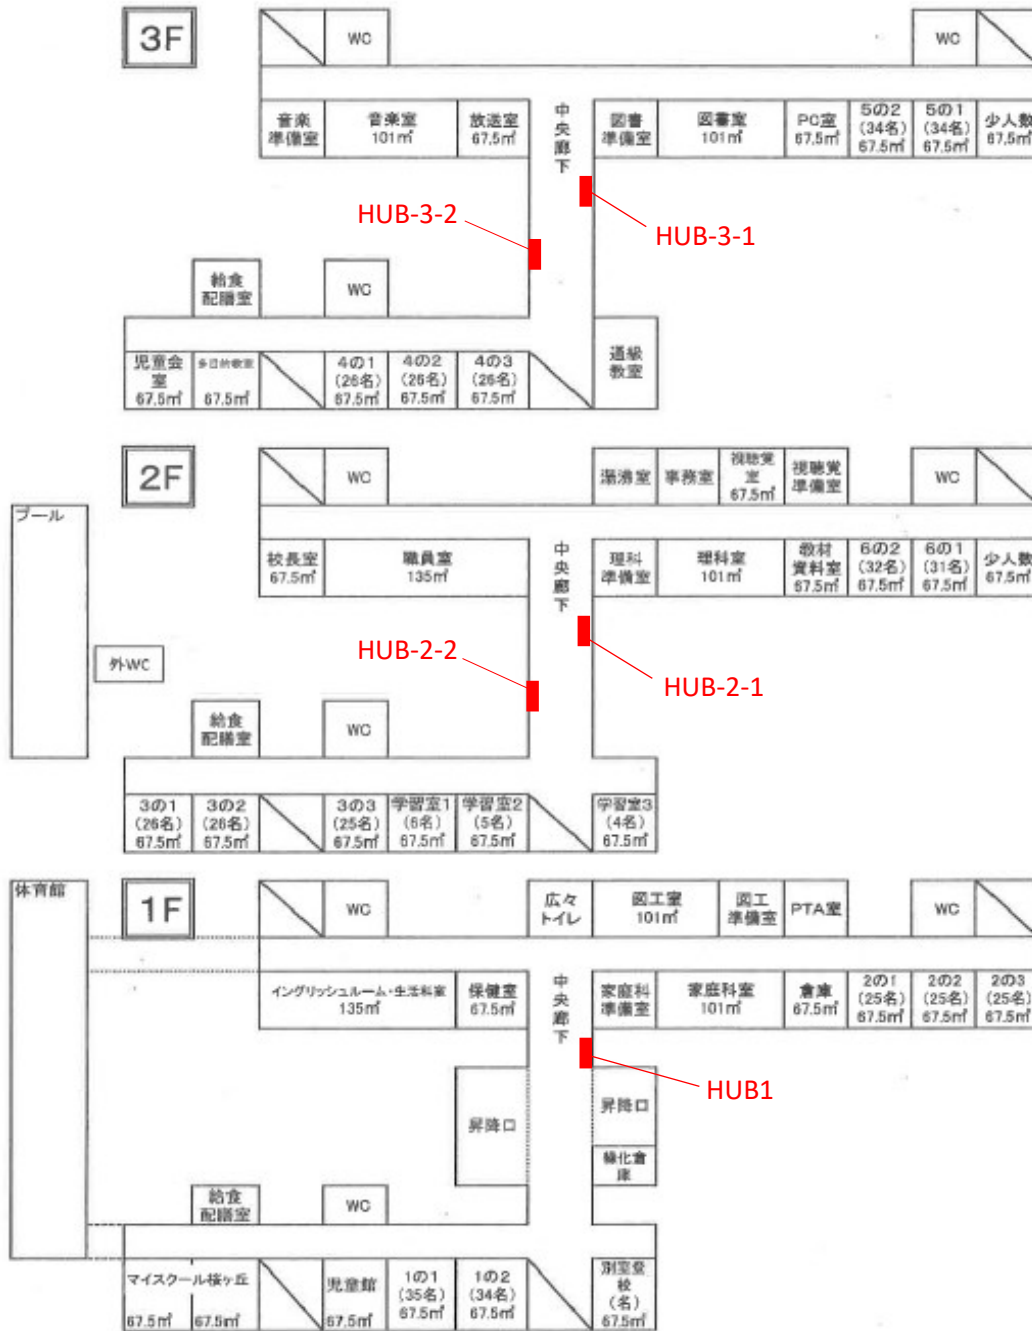 3F
WC
WC
音楽
準備室
音楽室
101㎡
放送室
67.5㎡
中央廊下
図書
準備室
図書室
101㎡
PC室
67.5㎡
5の2
(34名)
67.5㎡
5の1
(34名)
67.5㎡
少人数
67.5㎡
HUB-3-2
HUB-3-1
給食
配膳室
WC
児童会
室
67.5㎡
多目的教室
67.5㎡
4の1
(26名)
67.5㎡
4の2
(26名)
67.5㎡
4の3
(26名)
67.5㎡
通級
教室
2F
WC
湯沸室
事務室
視聴覚
室
67.5㎡
視聴覚
準備室
WC
プール
校長室
67.5㎡
職員室
135㎡
中央廊下
理科
準備室
理科室
101㎡
教材
資料室
67.5㎡
6の2
(32名)
67.5㎡
6の1
(31名)
67.5㎡
少人数
67.5㎡
外WC
HUB-2-2
HUB-2-1
給食
配膳室
WC
3の1
(26名)
67.5㎡
3の2
(26名)
67.5㎡
3の3
(25名)
67.5㎡
学習室1
(6名)
67.5㎡
学習室2
(5名)
67.5㎡
学習室3
(4名)
67.5㎡
体育館
1F
WC
広々
トイレ
図工室
101㎡
図工
準備室
PTA室
WC
イングリッシュルーム・生活科室
135㎡
保健室
67.5㎡
中央廊下
家庭科
準備室
家庭科室
101㎡
倉庫
67.5㎡
2の1
(25名)
67.5㎡
2の2
(25名)
67.5㎡
2の3
(25名)
67.5㎡
HUB1
昇降口
昇降口
緑化倉
庫
給食
配膳室
WC
マイスクール桜ヶ丘
67.5㎡
67.5㎡
児童館
67.5㎡
1の1
(35名)
67.5㎡
1の2
(34名)
67.5㎡
別室登
校
(名)
67.5㎡